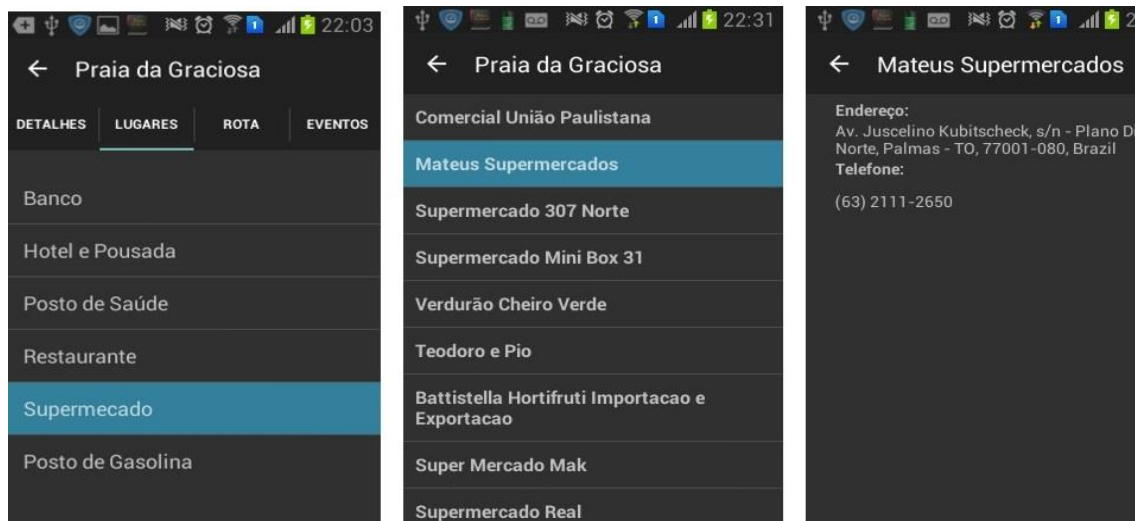 22:03
Praia da Graciosa
DETALHES LUGARES ROTA EVENTOS
Banco
Hotel e Pousada
Posto de Saúde
Restaurante
Supermecado
Posto de Gasolina
1 22:31
Praia da Graciosa
Comercial União Paulistana
Mateus Supermercados
Supermercado 307 Norte
Supermercado Mini Box 31
Verdurão Cheiro Verde
Teodoro e Pio
Battistella Hortifruti Importacao e
Exportacao
Super Mercado Mak
Supermercado Real
1 2
Mateus Supermercados
Endereço:
Av. Juscelino Kubitscheck, s/n - Plano D
Norte, Palmas - TO, 77001-080, Brazil
Telefone:
(63) 2111-2650